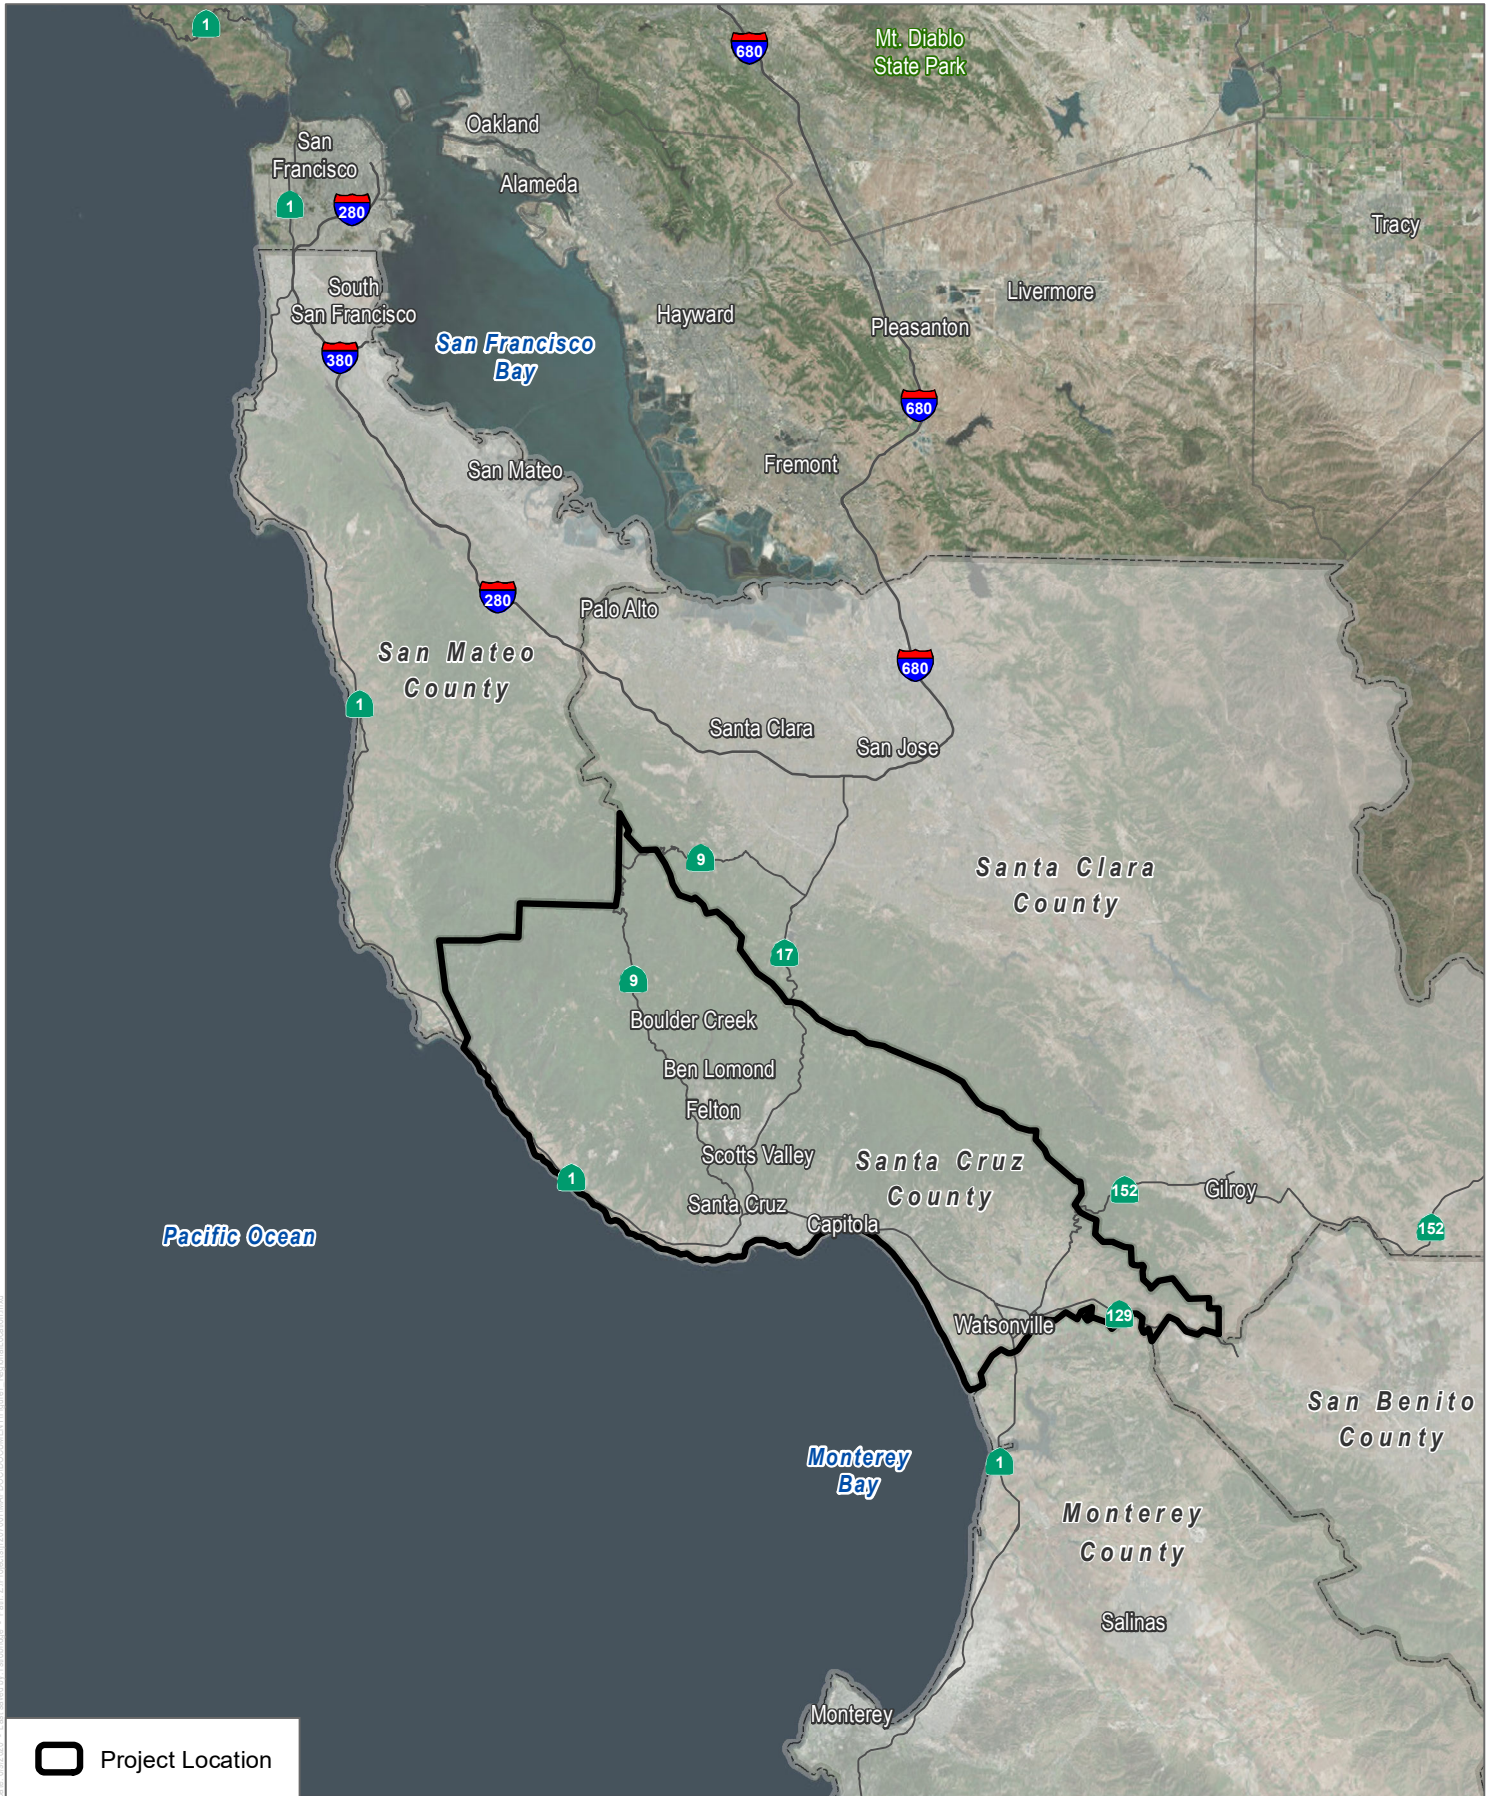 1
680
Mt. Diablo
State Park
Oakland
San
Francisco
Alameda
1
280
Tracy
South
San Francisco
Hayward
Livermore
Pleasanton
San Francisco
Bay
380
680
San Mateo
Fremont
280
Palo Alto
San Mateo
County
680
1
Santa Clara
San Jose
9
Santa Clara
County
17
9
Boulder Creek
Ben Lomond
Felton
Scotts Valley
Santa Cruz
County
1
152
Gilroy
Santa Cruz
Capitola
152
Pacific Ocean
129
Watsonville
San Benito
County
Monterey
Bay
1
Monterey
County
Salinas
Monterey
Project Location